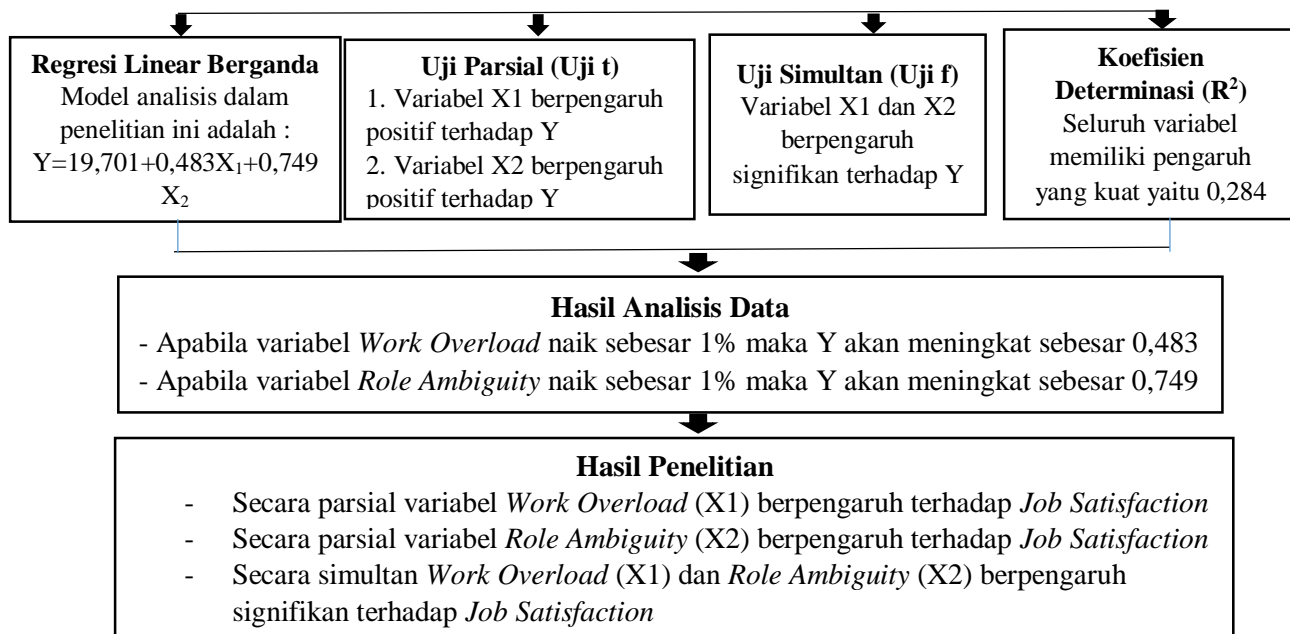 Regresi Linear Berganda
Model analisis dalam
penelitian ini adalah :
Y=19,701+0,483X₁+0,749
X₂
Uji Parsial (Uji t)
1. Variabel X1 berpengaruh
positif terhadap Y
2. Variabel X2 berpengaruh
positif terhadap Y
Uji Simultan (Uji f)
Variabel X1 dan X2
berpengaruh
signifikan terhadap Y
Koefisien
Determinasi (R²)
Seluruh variabel
memiliki pengaruh
yang kuat yaitu 0,284
Hasil Analisis Data
- Apabila variabel Work Overload naik sebesar 1% maka Y akan meningkat sebesar 0,483
- Apabila variabel Role Ambiguity naik sebesar 1% maka Y akan meningkat sebesar 0,749
Hasil Penelitian
- Secara parsial variabel Work Overload (X1) berpengaruh terhadap Job Satisfaction
- Secara parsial variabel Role Ambiguity (X2) berpengaruh terhadap Job Satisfaction
- Secara simultan Work Overload (X1) dan Role Ambiguity (X2) berpengaruh
signifikan terhadap Job Satisfaction